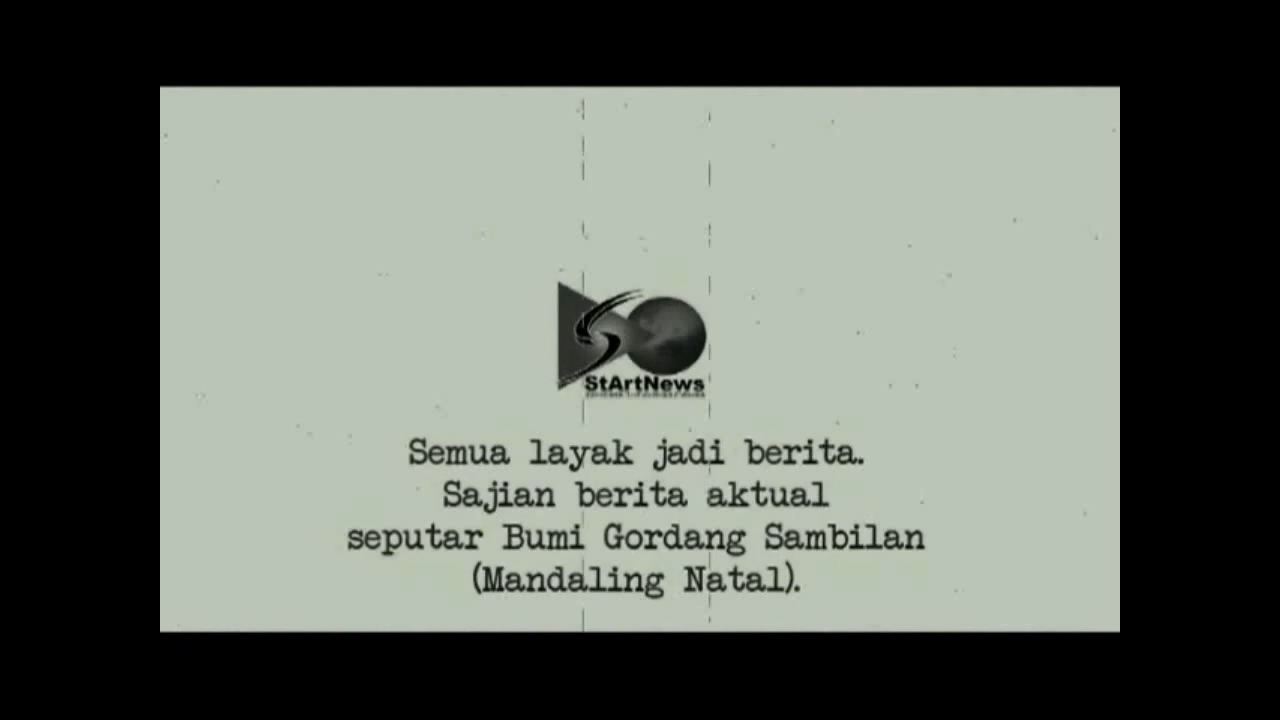 StArtNews
Semua layak jadi berita.
Sajian berita aktual
seputar Bumi Gordang Sambilan
(Mandaling Natal).